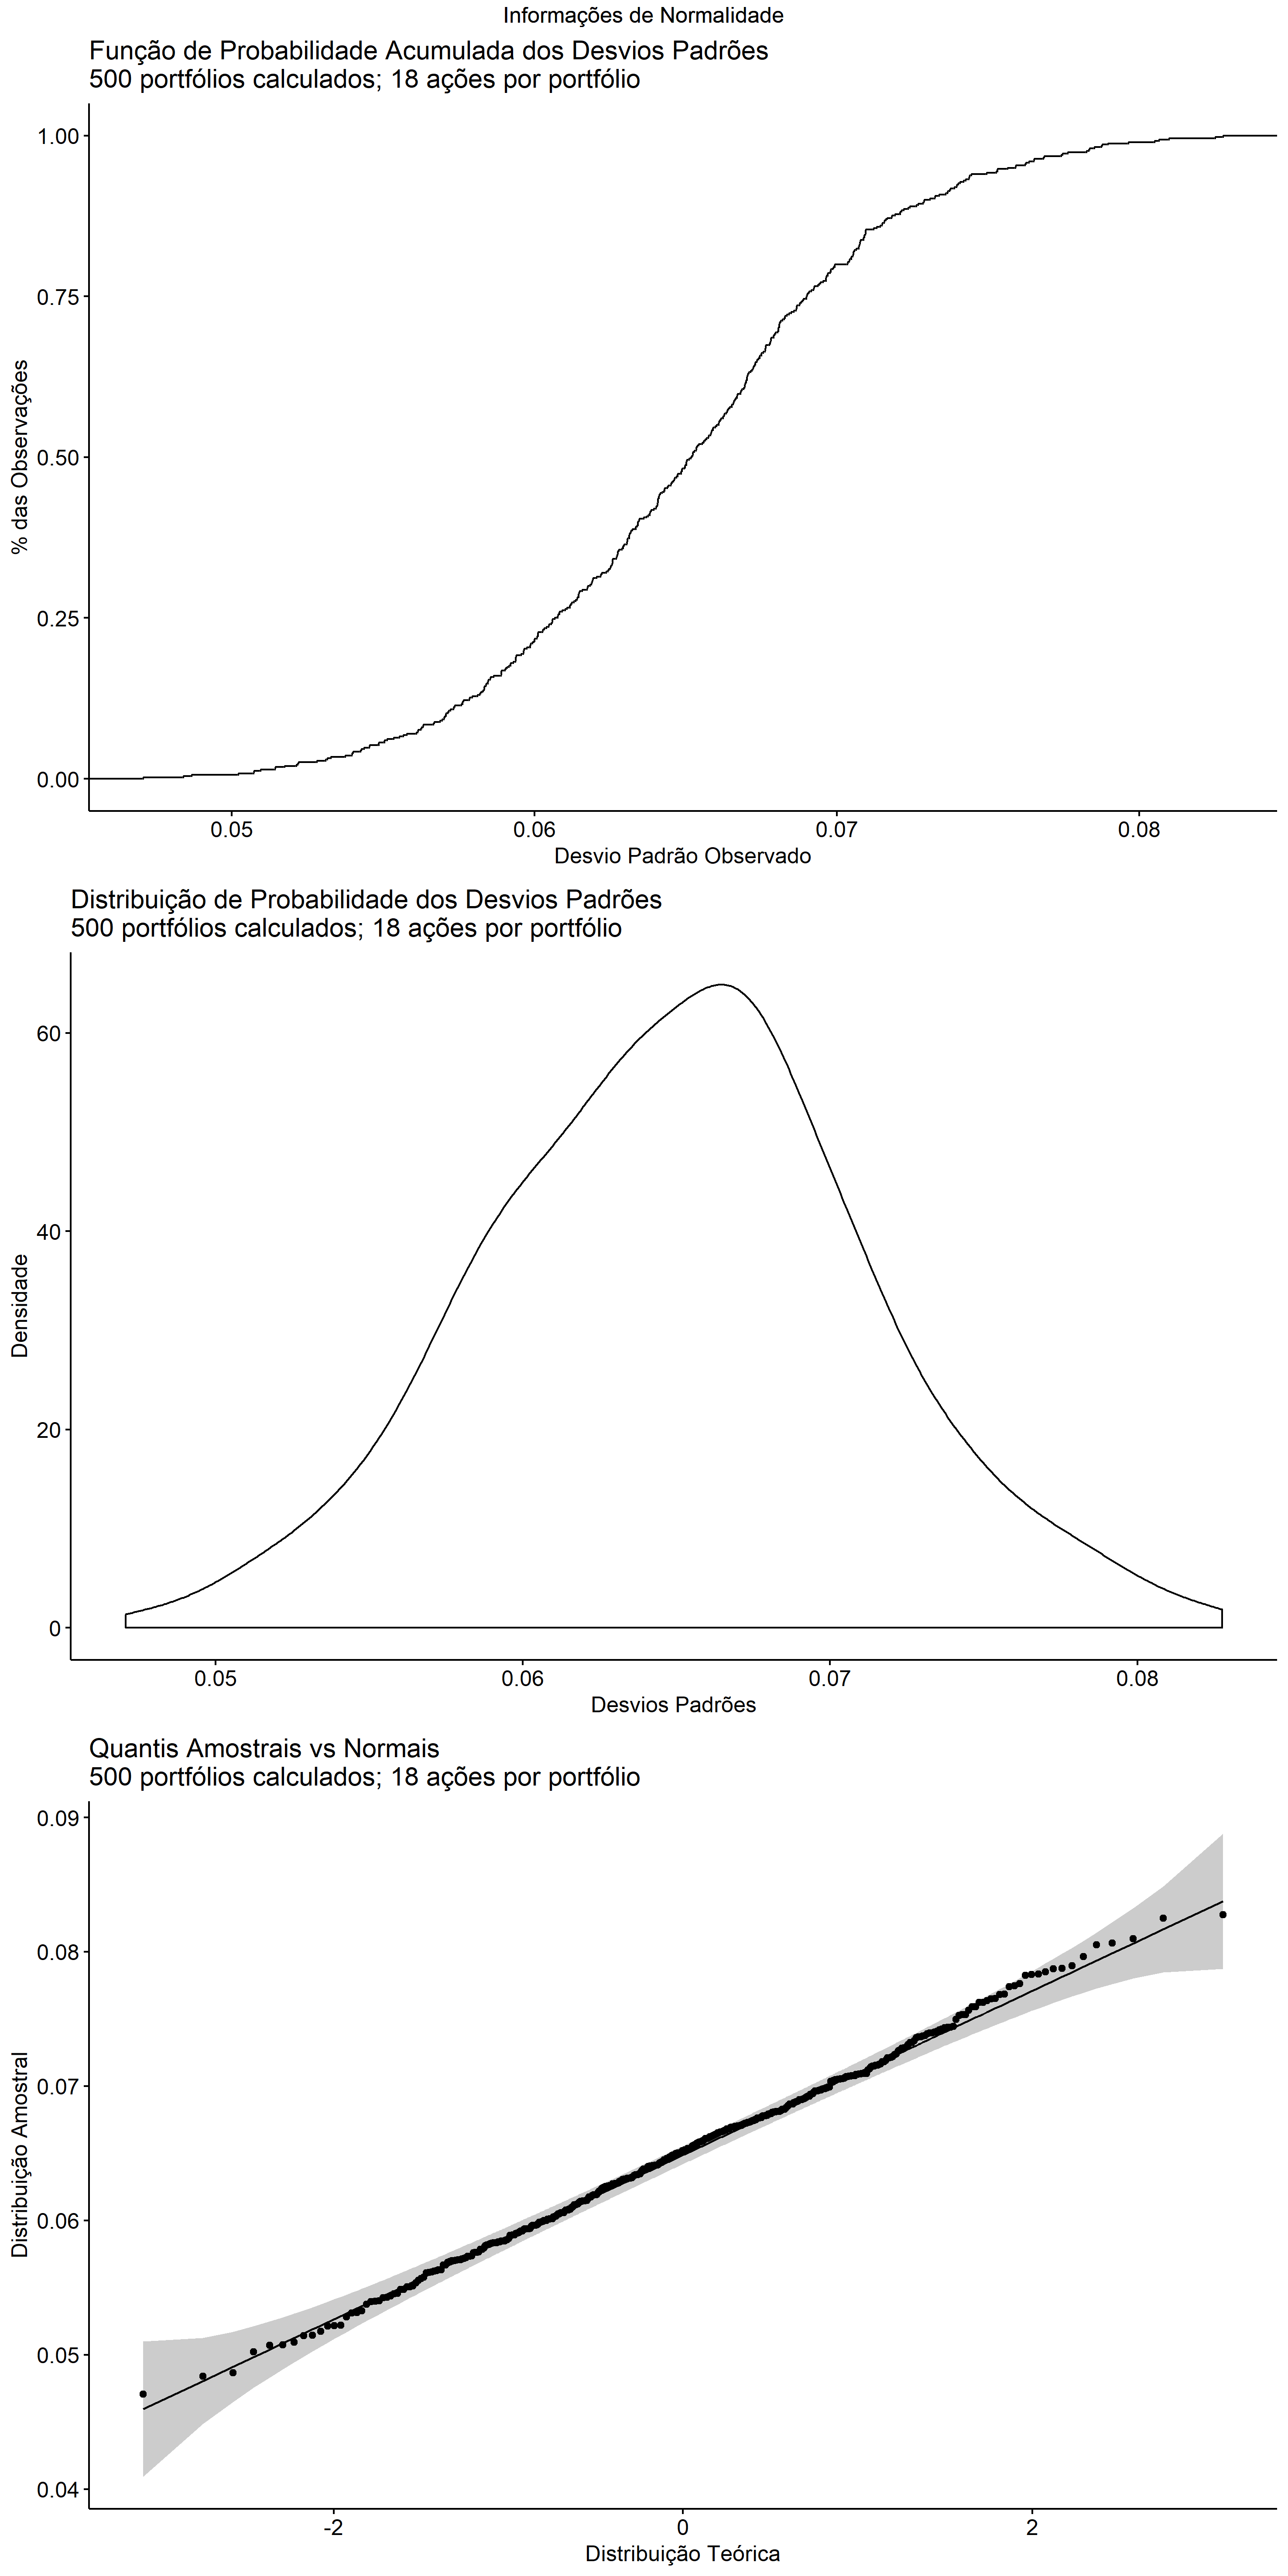 Informações de Normalidade
Função de Probabilidade Acumulada dos Desvios Padrões
500 portfólios calculados; 18 ações por portfólio
1.00
0.75
0.50
0.25
0.00
% das Observações
0.05 0.06 0.07 0.08
Desvio Padrão Observado
Distribuição de Probabilidade dos Desvios Padrões
500 portfólios calculados; 18 ações por portfólio
60
40
20
0
Densidade
0.05 0.06 0.07 0.08
Desvios Padrões
Quantis Amostrais vs Normais
500 portfólios calculados; 18 ações por portfólio
0.09
0.08
0.07
0.06
0.05
0.04
Distribuição Amostral
-2 0 2
Distribuição Teórica